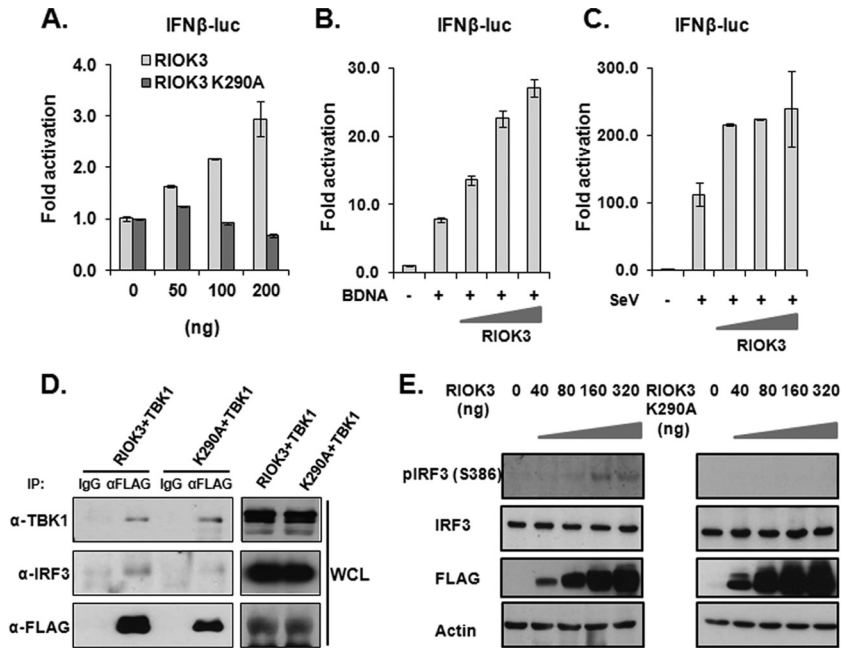 A.
IFNβ-luc
RIOK3
RIOK3 K290A
Fold activation
4.0
3.0
2.0
1.0
0.0
0 50 100 200
(ng)
B.
IFNβ-luc
Fold activation
30.0
20.0
10.0
0.0
BDNA - + + + +
RIOK3
C.
IFNβ-luc
Fold activation
300.0
200.0
100.0
0.0
SeV - + + + +
RIOK3
D.
RIOK3+TBK1
K290A+TBK1
RIOK3+TBK1
K290A+TBK1
IP: IgG αFLAG IgG αFLAG
α-TBK1
α-IRF3
α-FLAG
WCL
E.
RIOK3 0 40 80 160 320
(ng)
RIOK3 0 40 80 160 320
K290A
(ng)
pIRF3 (S386)
IRF3
FLAG
Actin